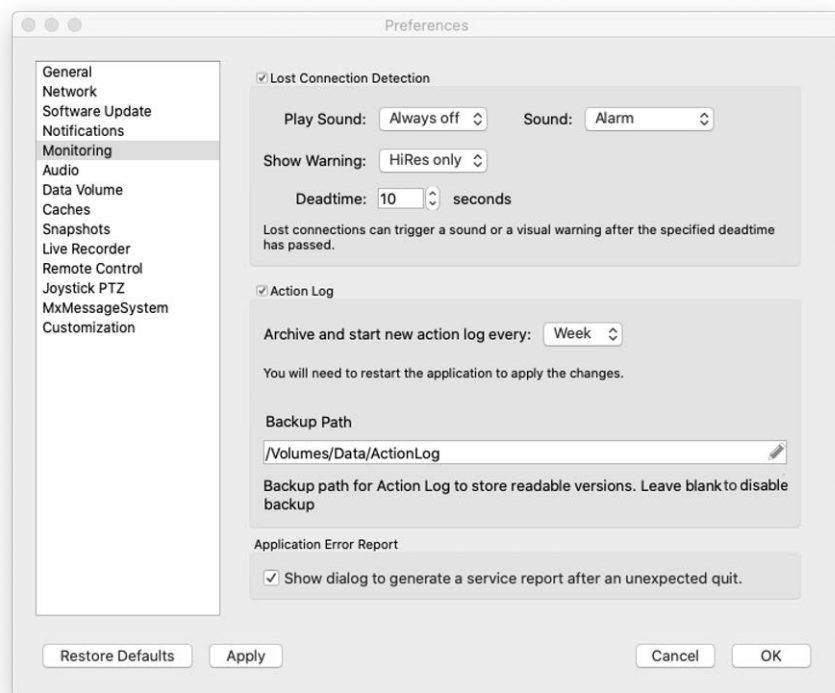 Preferences
General
Network
Software Update
Notifications
Monitoring
Audio
Data Volume
Caches
Snapshots
Live Recorder
Remote Control
Joystick PTZ
MxMessageSystem
Customization
Lost Connection Detection
Play Sound: Always off Sound: Alarm
Show Warning: HiRes only
Deadtime: 10 seconds
Lost connections can trigger a sound or a visual warning after the specified deadtime
has passed.
Action Log
Archive and start new action log every: Week
You will need to restart the application to apply the changes.
Backup Path
/Volumes/Data/ActionLog
Backup path for Action Log to store readable versions. Leave blank to disable
backup
Application Error Report
Show dialog to generate a service report after an unexpected quit.
Restore Defaults Apply Cancel OK